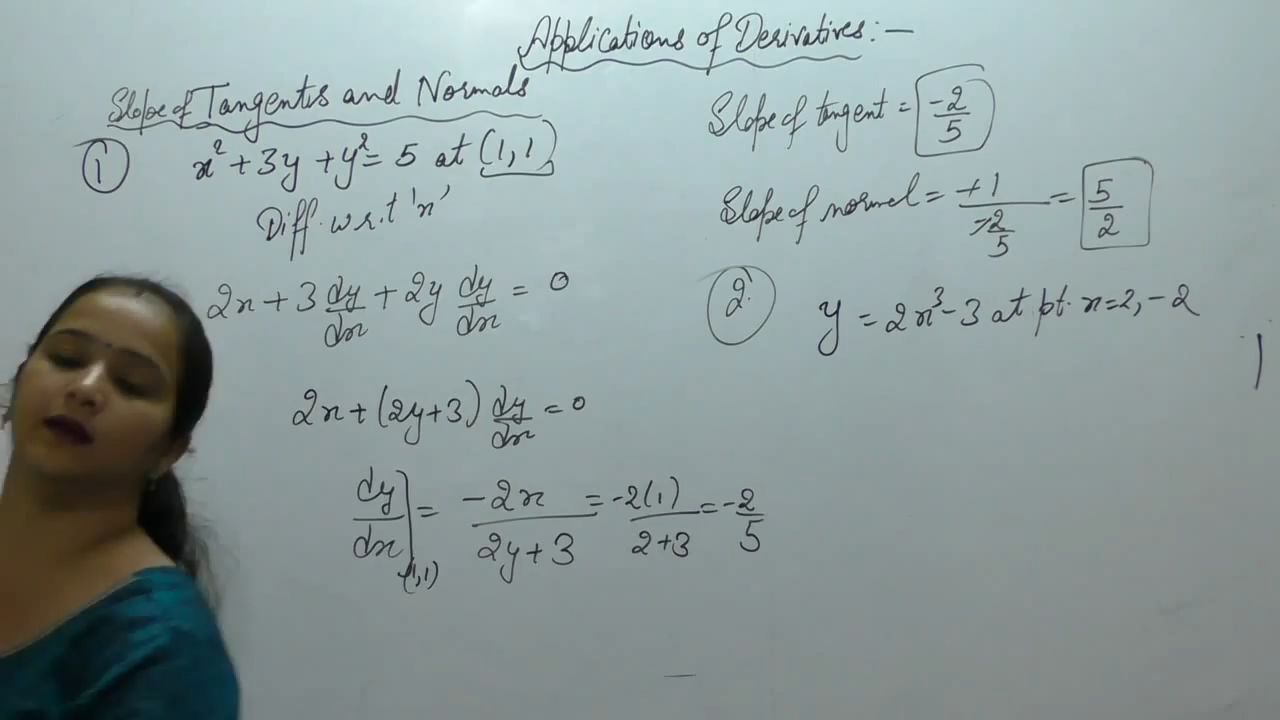 Applications of Derivatives:—
Slope of Tangents and Normals
① x² + 3y + y² = 5 at (1,1)
Diff. w.r.t 'x'
2x + 3 dy/dx + 2y dy/dx = 0
2x + (2y+3) dy/dx = 0
dy/dx](1,1) = -2x/2y+3 = -2(1)/2+3 = -2/5
Slope of tangent = -2/5
Slope of normal = +1/-2/5 = 5/2
②. y = 2x³ - 3 at pt. x=2, -2